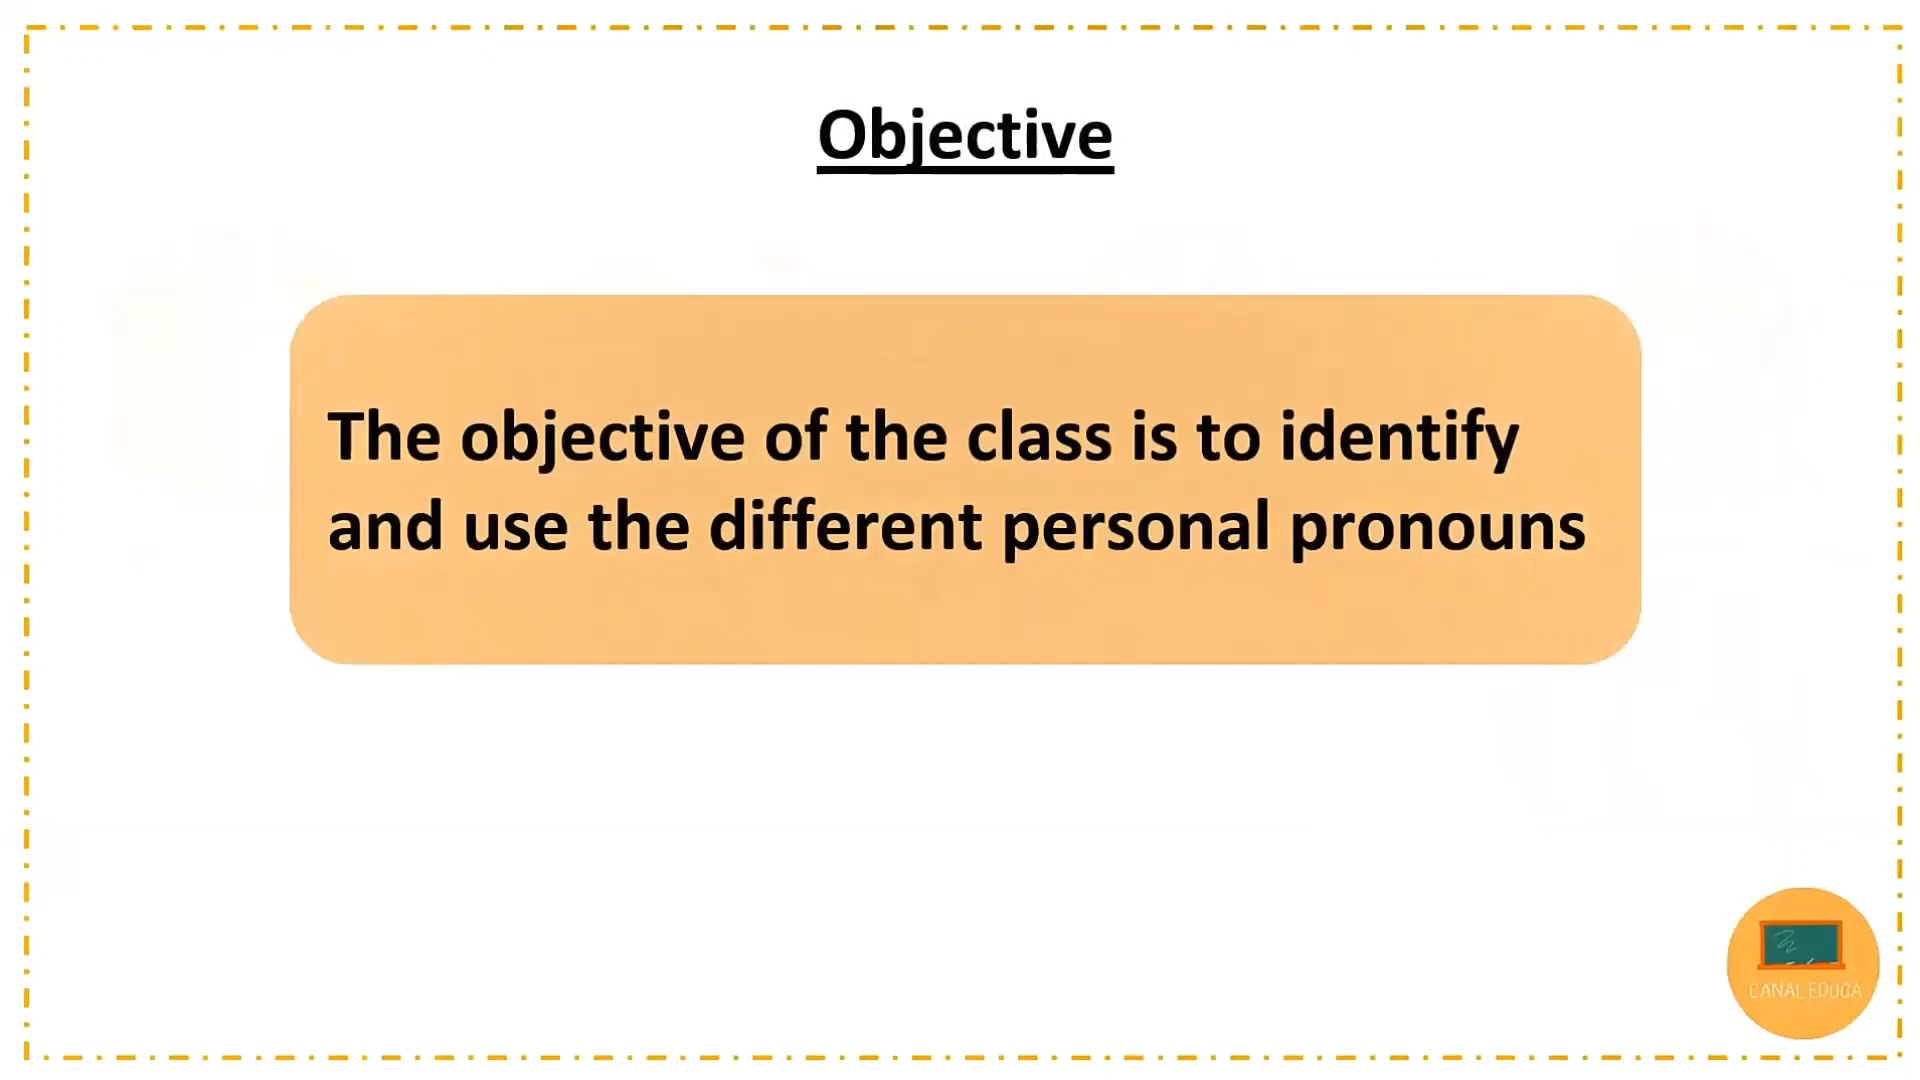 Objective
The objective of the class is to identify
and use the different personal pronouns
CANAL EDUCA